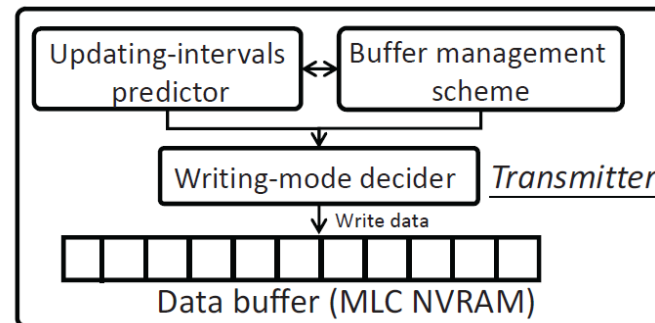 Updating-intervals
predictor
Buffer management
scheme
Writing-mode decider
Transmitter
Write data
Data buffer (MLC NVRAM)